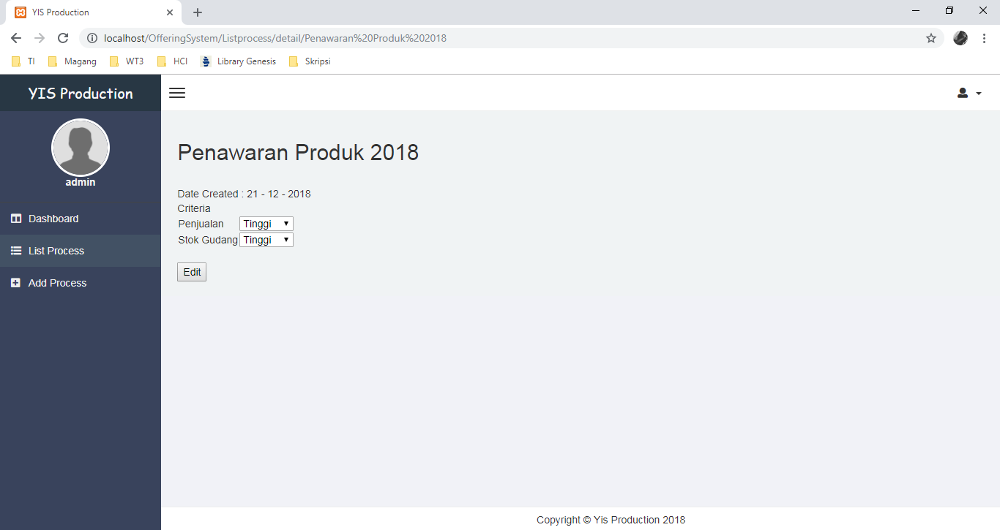 YIS Production
localhost/OfferingSystem/Listprocess/detail/Penawaran%20Produk%202018
TI Magang WT3 HCI Library Genesis Skripsi
YIS Production
admin
Dashboard
List Process
Add Process
Penawaran Produk 2018
Date Created : 21 - 12 - 2018
Criteria
Penjualan Tinggi
Stok Gudang Tinggi
Edit
Copyright © Yis Production 2018